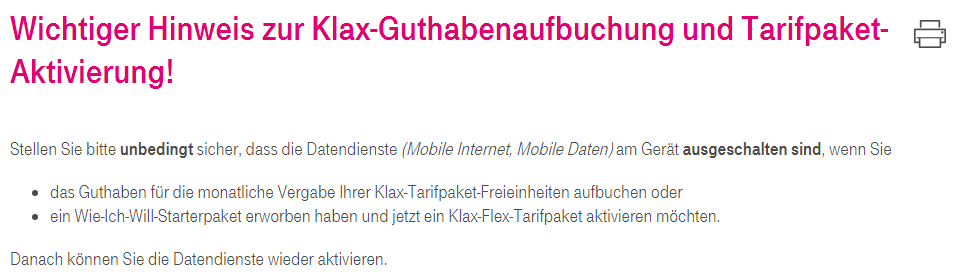 Wichtiger Hinweis zur Klax-Guthabenaufbuchung und Tarifpaket-
Aktivierung!
Stellen Sie bitte unbedingt sicher, dass die Datendienste (Mobile Internet, Mobile Daten) am Gerät ausgeschalten sind, wenn Sie
• das Guthaben für die monatliche Vergabe Ihrer Klax-Tarifpaket-Freieinheiten aufbuchen oder
• ein Wie-Ich-Will-Starterpaket erworben haben und jetzt ein Klax-Flex-Tarifpaket aktivieren möchten.
Danach können Sie die Datendienste wieder aktivieren.